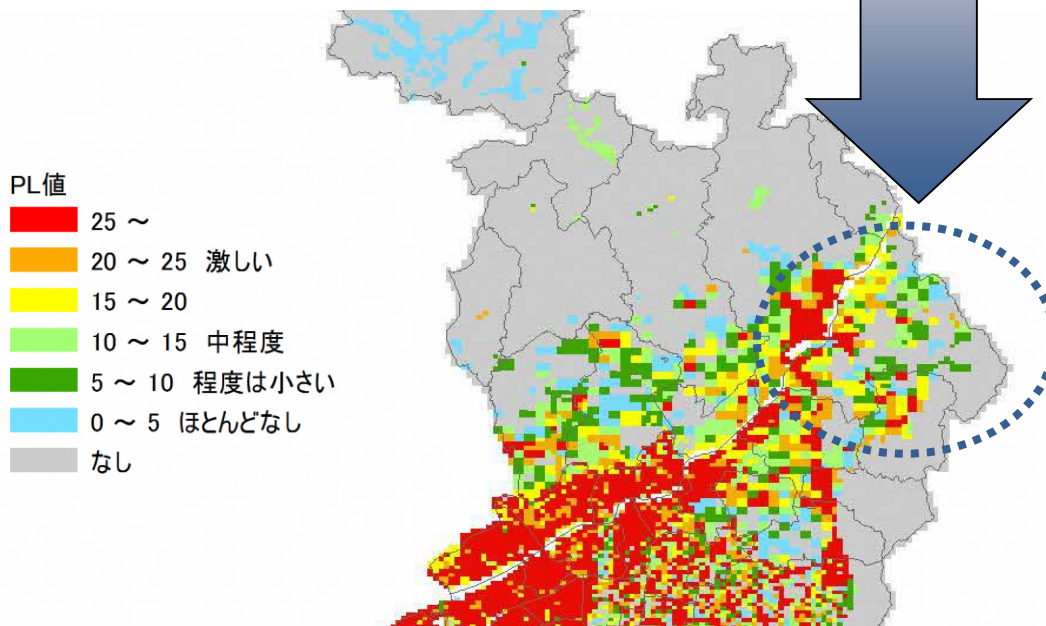 PL値
25 ～
20 ～ 25 激しい
15 ～ 20
10 ～ 15 中程度
5 ～ 10 程度は小さい
0 ～ 5 ほとんどなし
なし